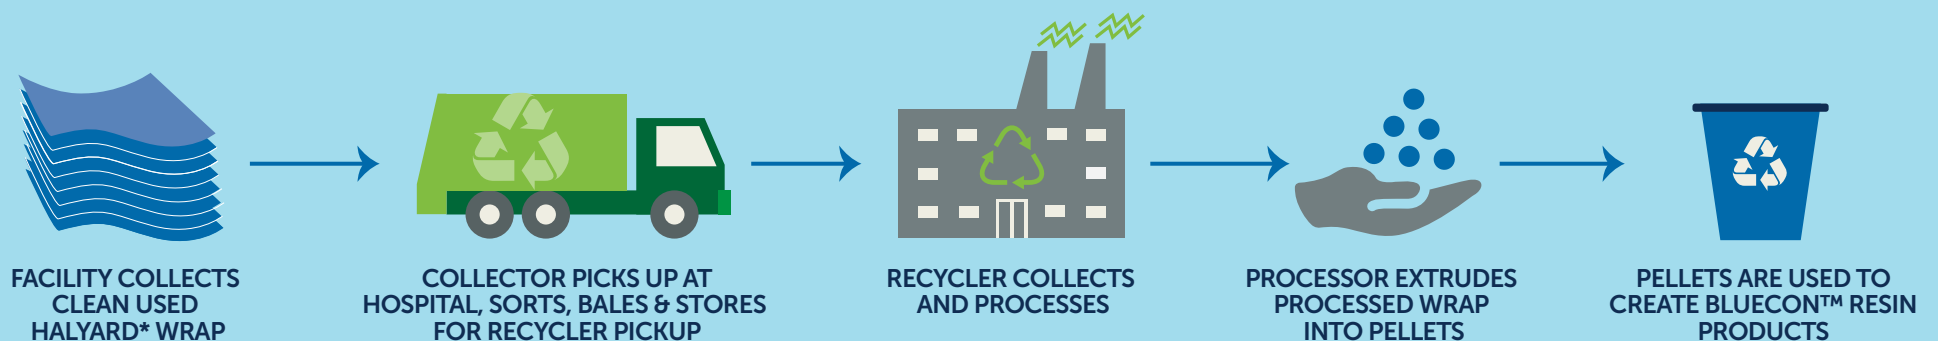 FACILITY COLLECTS
CLEAN USED
HALYARD* WRAP
COLLECTOR PICKS UP AT
HOSPITAL, SORTS, BALES & STORES
FOR RECYCLER PICKUP
RECYCLER COLLECTS
AND PROCESSES
PROCESSOR EXTRUDES
PROCESSED WRAP
INTO PELLETS
PELLETS ARE USED TO
CREATE BLUECON™ RESIN
PRODUCTS